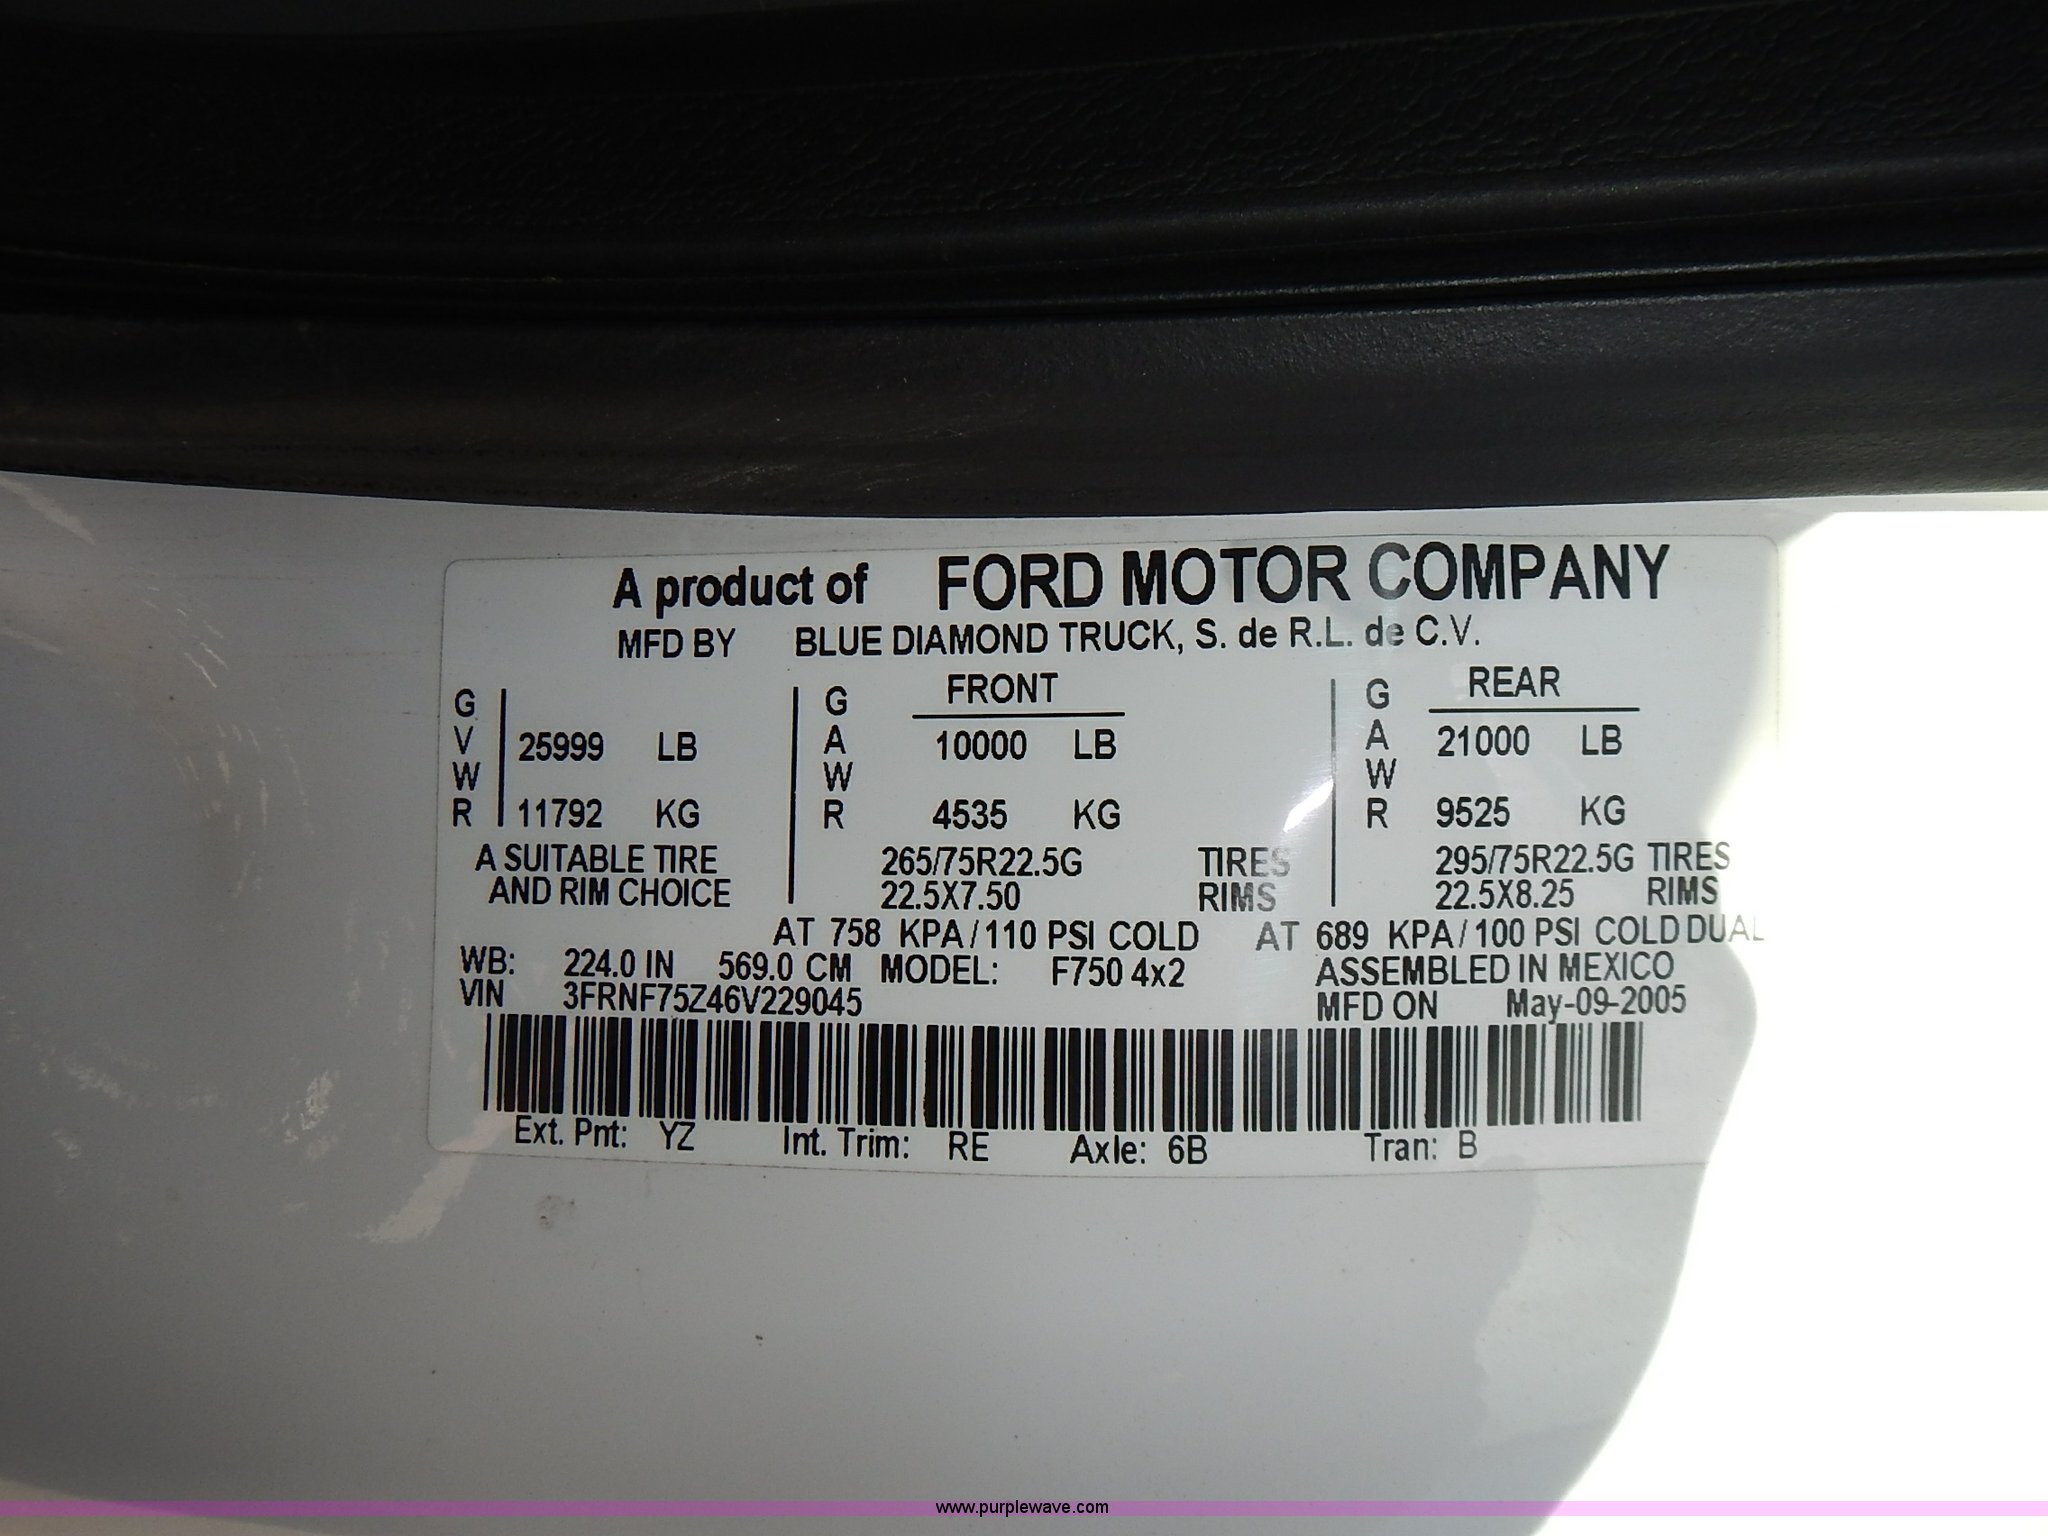 A product of FORD MOTOR COMPANY
MFD BY BLUE DIAMOND TRUCK, S. de R.L. de C.V.
GVWR 25999 LB 11792 KG
GAWR FRONT 10000 LB 4535 KG
GAWR REAR 21000 LB 9525 KG
A SUITABLE TIRE 265/75R22.5G TIRES 295/75R22.5G TIRES
AND RIM CHOICE 22.5X7.50 RIMS 22.5X8.25 RIMS
AT 758 KPA/110 PSI COLD AT 689 KPA/100 PSI COLD DUAL
WB: 224.0 IN 569.0 CM MODEL: F750 4x2 ASSEMBLED IN MEXICO
VIN 3FRNF75Z46V229045 MFD ON May-09-2005
Ext. Pnt: YZ Int. Trim: RE Axle: 6B Tran: B
www.purplewave.com